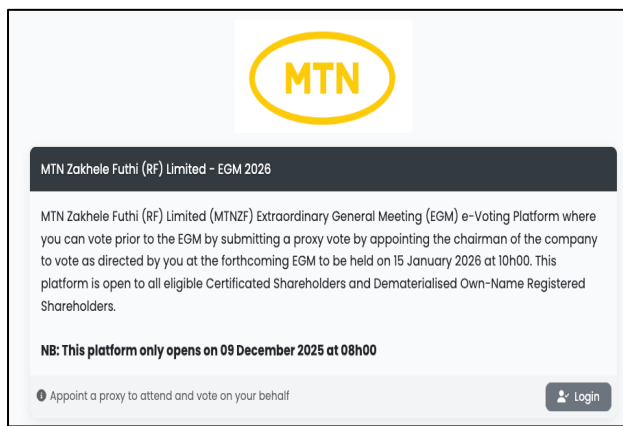 MTN
MTN Zakhele Futhi (RF) Limited - EGM 2026
MTN Zakhele Futhi (RF) Limited (MTNZF) Extraordinary General Meeting (EGM) e-Voting Platform where
you can vote prior to the EGM by submitting a proxy vote by appointing the chairman of the company
to vote as directed by you at the forthcoming EGM to be held on 15 January 2026 at 10h00. This
platform is open to all eligible Certificated Shareholders and Dematerialised Own-Name Registered
Shareholders.
NB: This platform only opens on 09 December 2025 at 08h00
Appoint a proxy to attend and vote on your behalf
Login